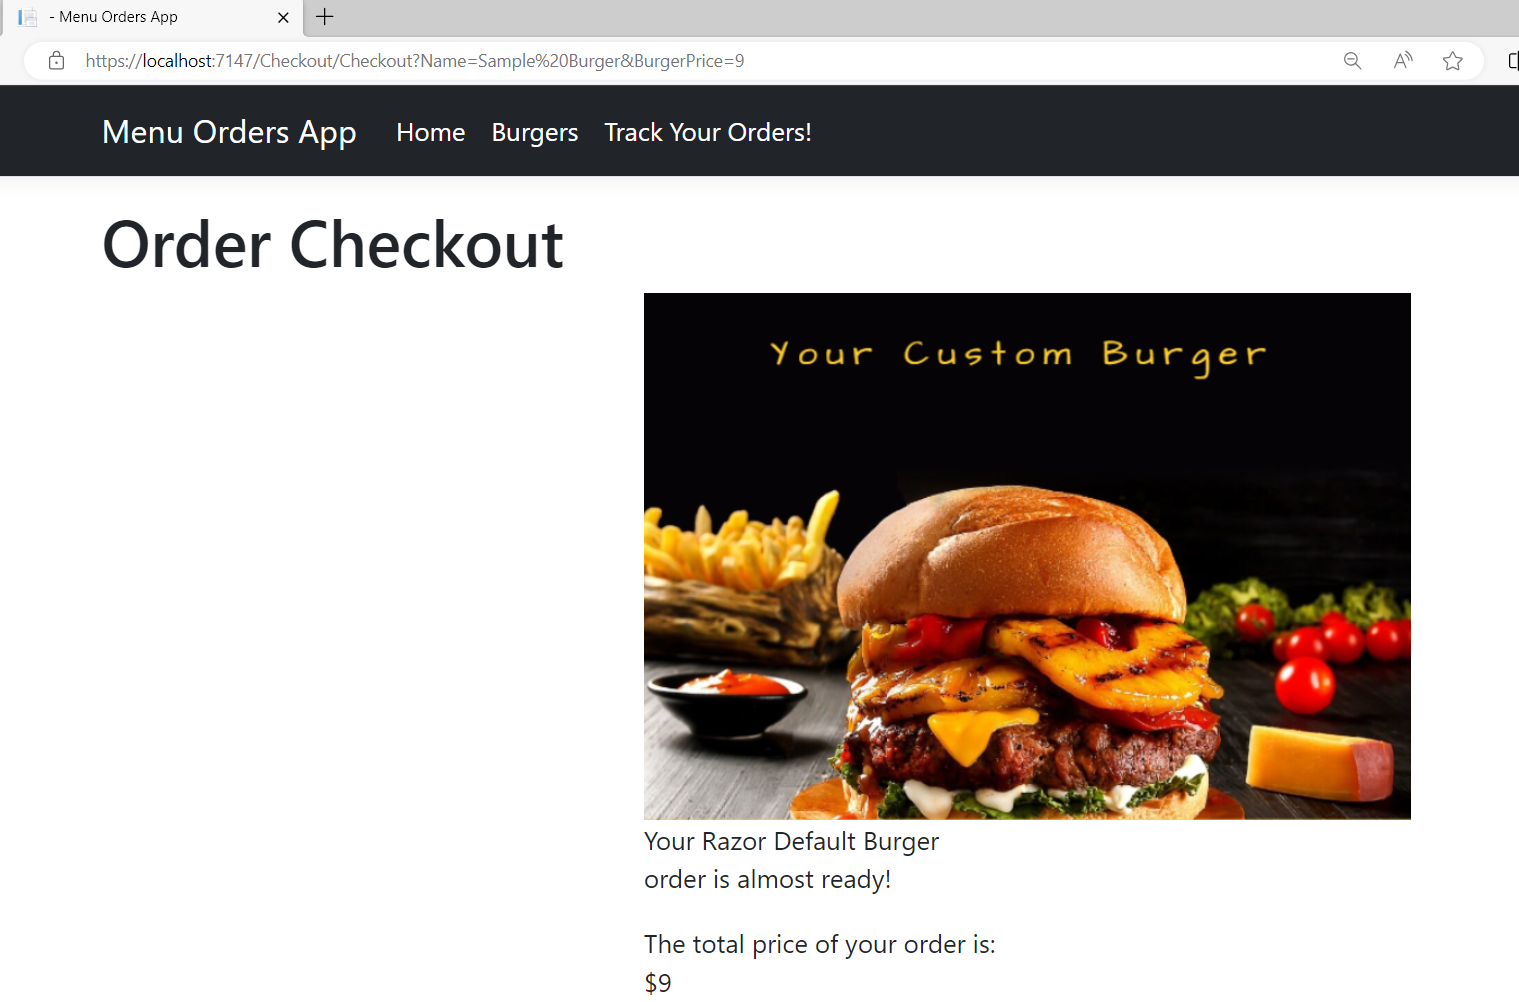 - Menu Orders App
https://localhost:7147/Checkout/Checkout?Name=Sample%20Burger&BurgerPrice=9
Menu Orders App Home Burgers Track Your Orders!
Order Checkout
Your Custom Burger
Your Razor Default Burger
order is almost ready!
The total price of your order is:
$9